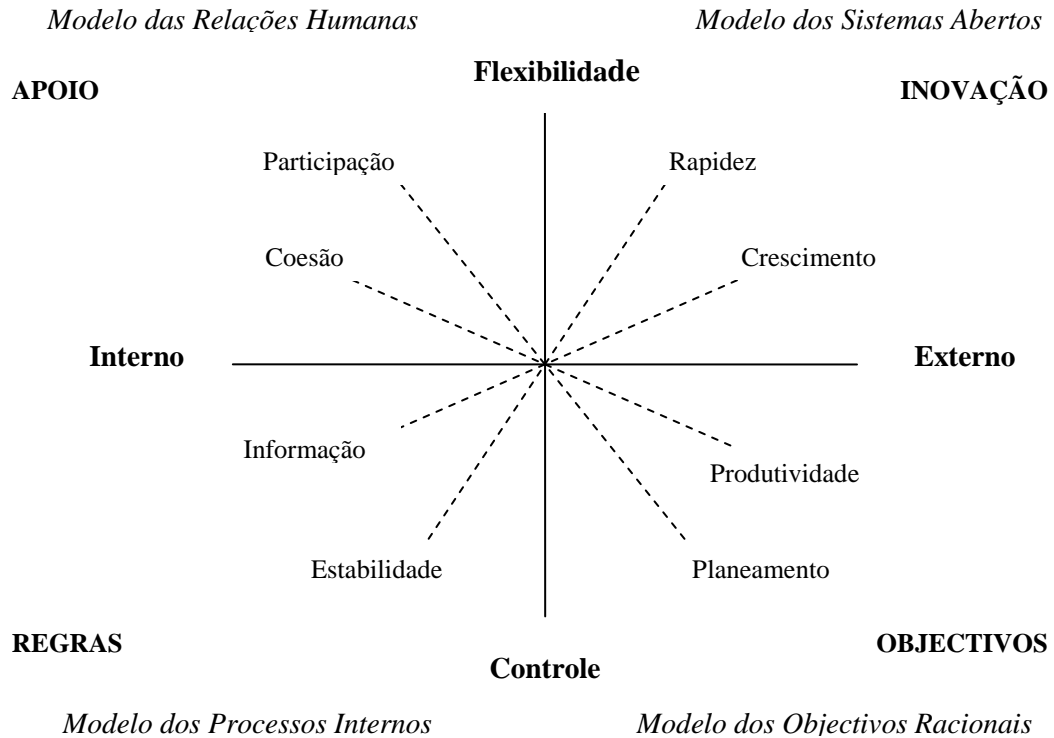 Modelo das Relações Humanas
Modelo dos Sistemas Abertos
Flexibilidade
APOIO
INOVAÇÃO
Participação
Rapidez
Coesão
Crescimento
Interno
Externo
Informação
Produtividade
Estabilidade
Planeamento
REGRAS
OBJECTIVOS
Controle
Modelo dos Processos Internos
Modelo dos Objectivos Racionais